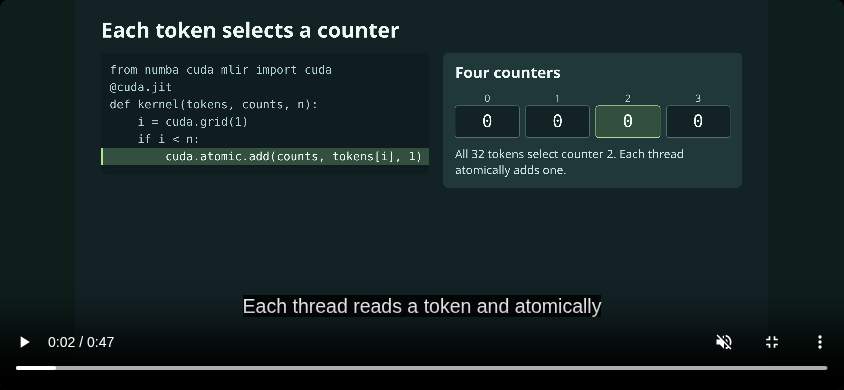 Each token selects a counter
from numba cuda mlir import cuda
@cuda.jit
def kernel(tokens, counts, n):
    i = cuda.grid(1)
    if i < n:
        cuda.atomic.add(counts, tokens[i], 1)
Four counters
0 1 2 3
0 0 0 0
All 32 tokens select counter 2. Each thread
atomically adds one.
Each thread reads a token and atomically
0:02 / 0:47